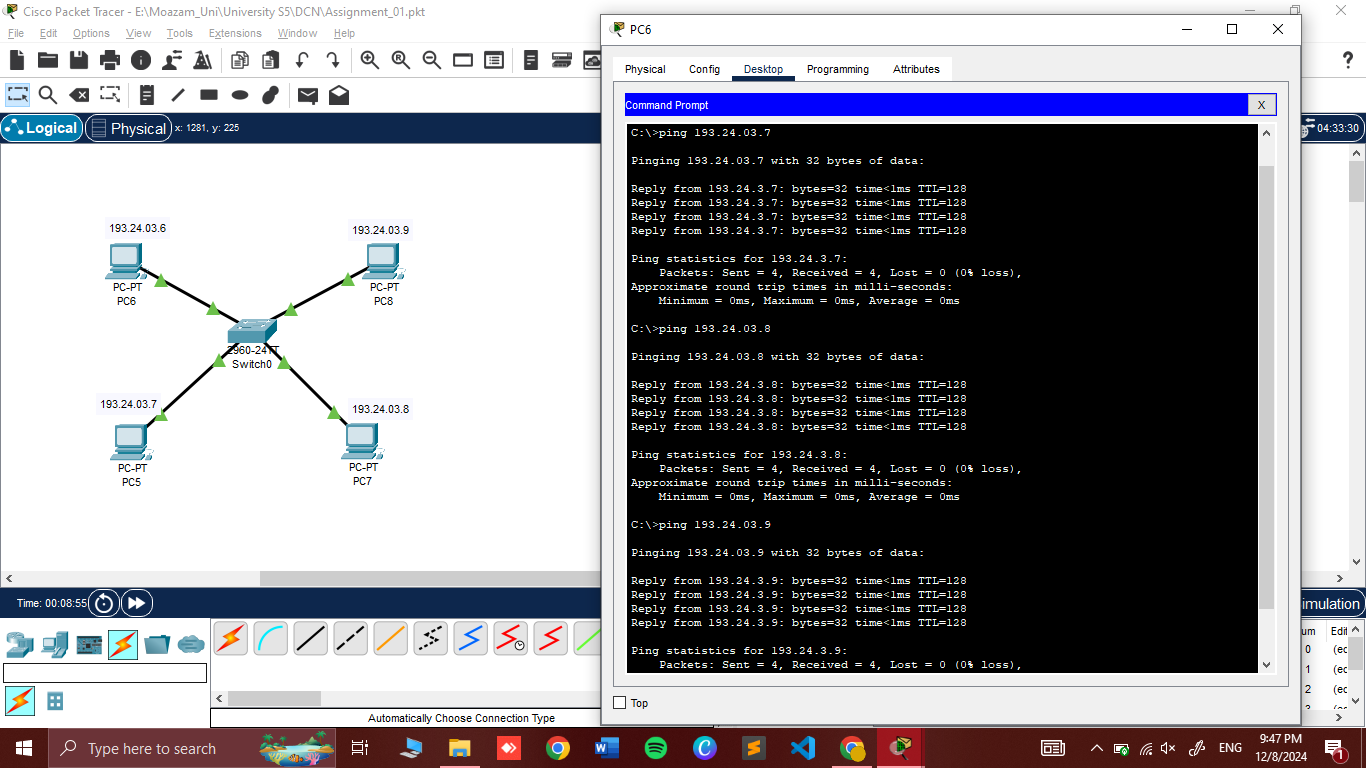 Cisco Packet Tracer - E:\Moazam_Uni\University S5\DCN\Assignment_01.pkt
File Edit Options View Tools Extensions Window Help
Logical Physical x: 1281, y: 225
04:33:30
193.24.03.6
193.24.03.9
PC-PT
PC6
PC-PT
PC8
2960-24TT
Switch0
193.24.03.7
193.24.03.8
PC-PT
PC5
PC-PT
PC7
Time: 00:08:55
imulation
um Edit
0 (ec
1 (ec
2 (ec
Automatically Choose Connection Type
PC6
Physical Config Desktop Programming Attributes
Command Prompt X
C:\>ping 193.24.03.7
Pinging 193.24.03.7 with 32 bytes of data:
Reply from 193.24.3.7: bytes=32 time<1ms TTL=128
Reply from 193.24.3.7: bytes=32 time<1ms TTL=128
Reply from 193.24.3.7: bytes=32 time<1ms TTL=128
Reply from 193.24.3.7: bytes=32 time<1ms TTL=128
Ping statistics for 193.24.3.7:
Packets: Sent = 4, Received = 4, Lost = 0 (0% loss),
Approximate round trip times in milli-seconds:
Minimum = 0ms, Maximum = 0ms, Average = 0ms
C:\>ping 193.24.03.8
Pinging 193.24.03.8 with 32 bytes of data:
Reply from 193.24.3.8: bytes=32 time<1ms TTL=128
Reply from 193.24.3.8: bytes=32 time<1ms TTL=128
Reply from 193.24.3.8: bytes=32 time<1ms TTL=128
Reply from 193.24.3.8: bytes=32 time<1ms TTL=128
Ping statistics for 193.24.3.8:
Packets: Sent = 4, Received = 4, Lost = 0 (0% loss),
Approximate round trip times in milli-seconds:
Minimum = 0ms, Maximum = 0ms, Average = 0ms
C:\>ping 193.24.03.9
Pinging 193.24.03.9 with 32 bytes of data:
Reply from 193.24.3.9: bytes=32 time<1ms TTL=128
Reply from 193.24.3.9: bytes=32 time<1ms TTL=128
Reply from 193.24.3.9: bytes=32 time<1ms TTL=128
Reply from 193.24.3.9: bytes=32 time<1ms TTL=128
Ping statistics for 193.24.3.9:
Packets: Sent = 4, Received = 4, Lost = 0 (0% loss),
Top
Type here to search
ENG
9:47 PM
12/8/2024
1